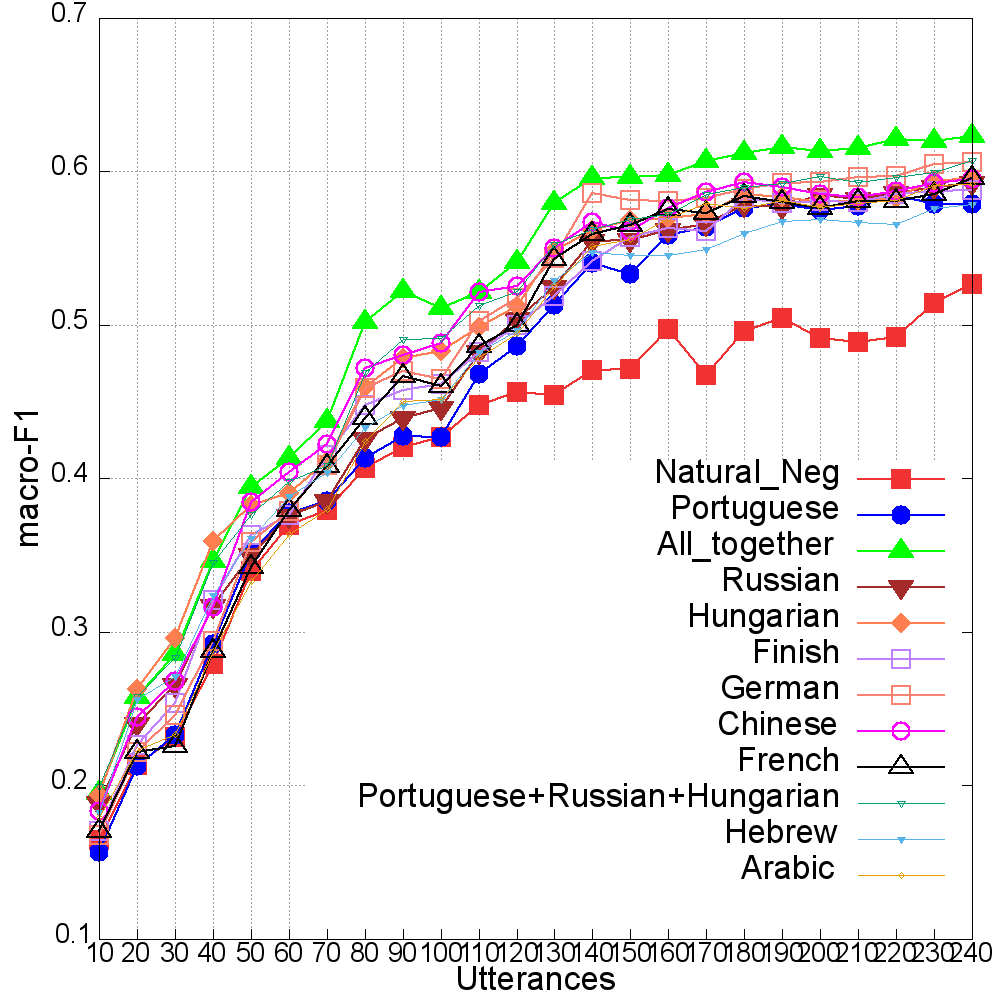 0.7
0.6
0.5
0.4
0.3
0.2
0.1
macro-F1
Natural_Neg
Portuguese
All_together
Russian
Hungarian
Finish
German
Chinese
French
Portuguese+Russian+Hungarian
Hebrew
Arabic
10 20 30 40 50 60 70 80 90 100 110 120 130 140 150 160 170 180 190 200 210 220 230 240
Utterances